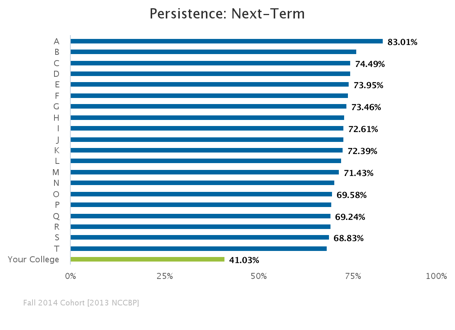 Persistence: Next-Term
A 83.01%
B
C 74.49%
D
E 73.95%
F
G 73.46%
H
I 72.61%
J
K 72.39%
L
M 71.43%
N
O 69.58%
P
Q 69.24%
R
S 68.83%
T
Your College 41.03%
0% 25% 50% 75% 100%
Fall 2014 Cohort [2013 NCCBP]